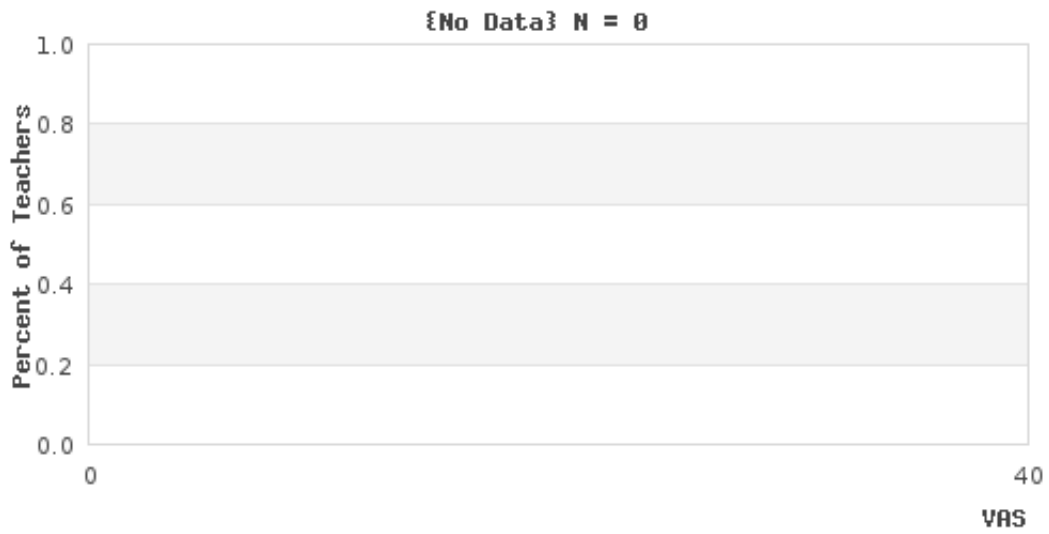 {No Data} N = 0
Percent of Teachers
1.0
0.8
0.6
0.4
0.2
0.0
0 40
VAS